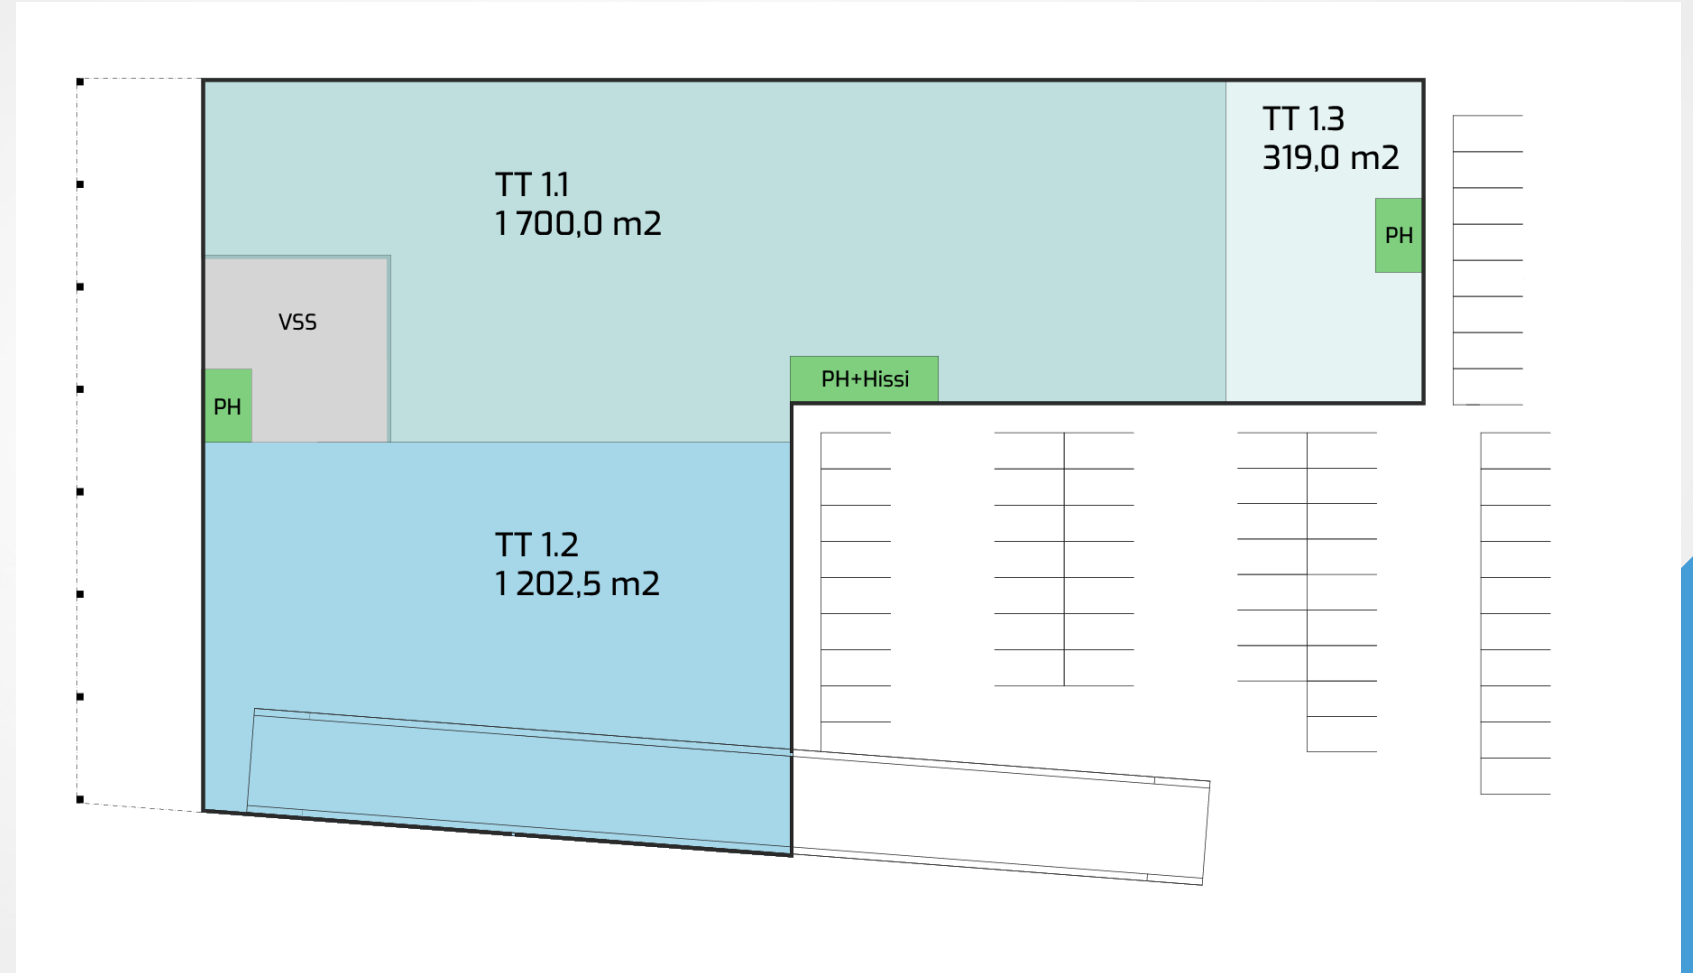 TT 1.3
319,0 m2
TT 1.1
1 700,0 m2
PH
VSS
PH+Hissi
PH
TT 1.2
1 202,5 m2